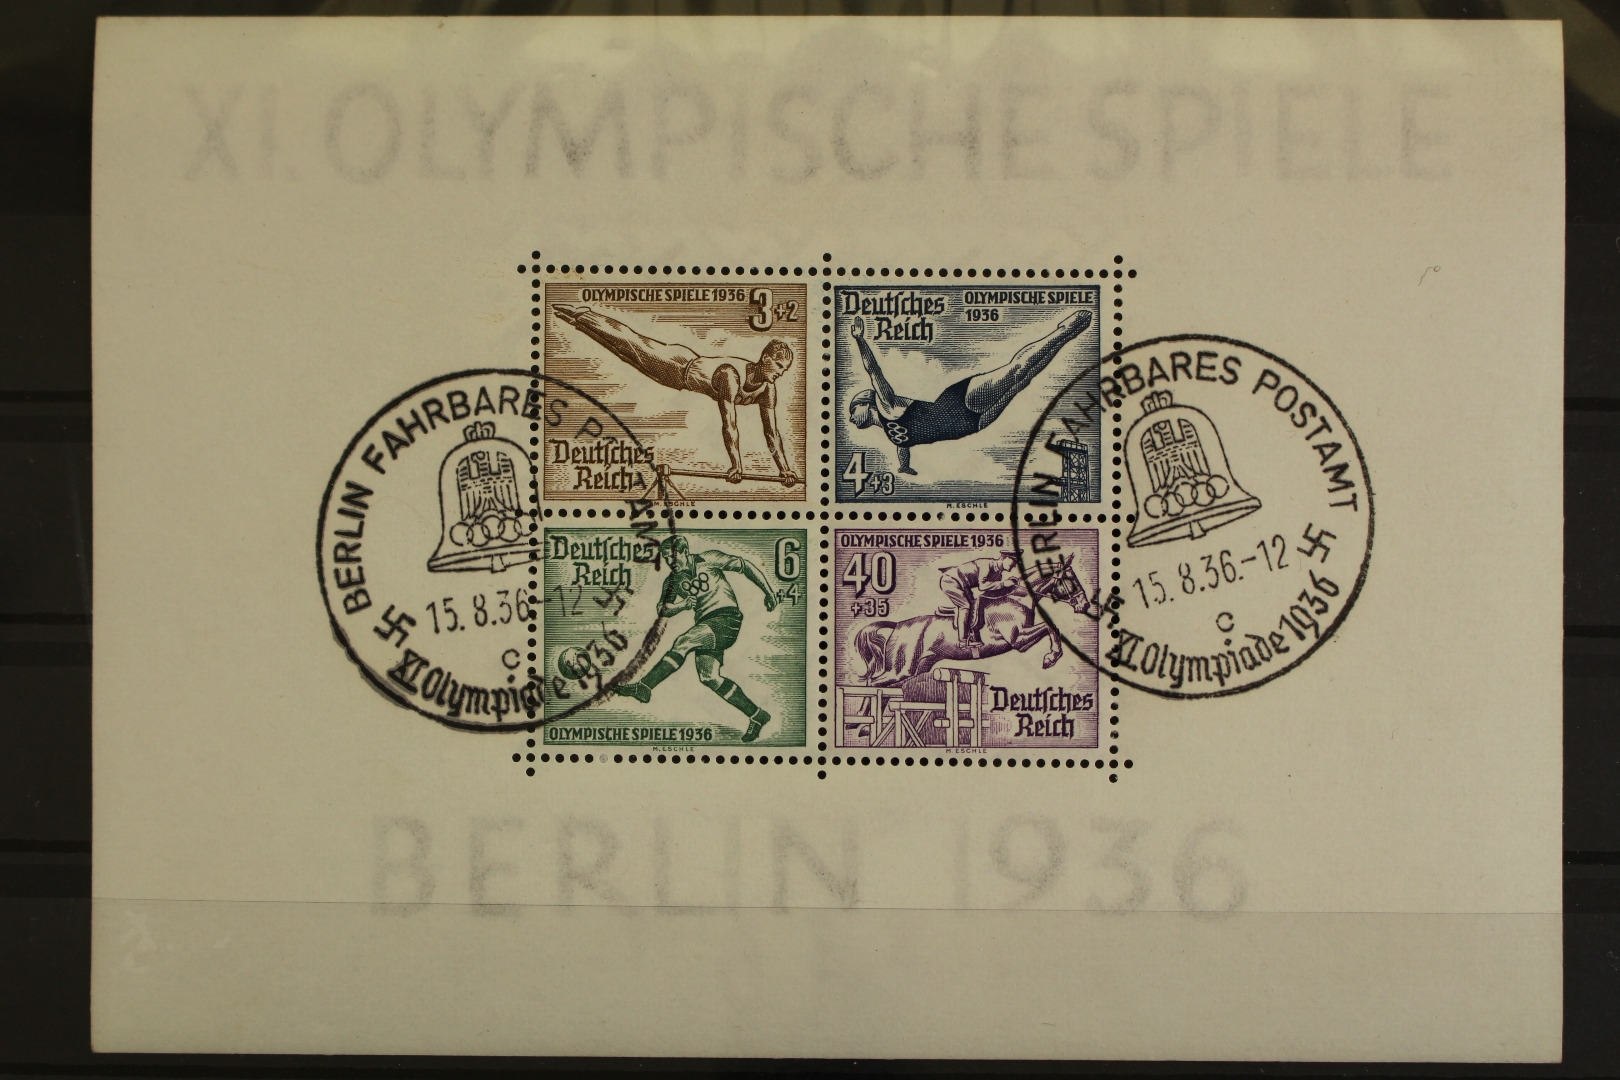 XI. OLYMPISCHE SPIELE
OLYMPISCHE SPIELE 1936 3+2
Deutsches
Reich
M. ESCHLE
Deutsches
Reich
OLYMPISCHE SPIELE
1936
4+3
M. ESCHLE
Deutsches
Reich
6
+4
OLYMPISCHE SPIELE 1936
M. ESCHLE
OLYMPISCHE SPIELE 1936
40
+35
Deutsches
Reich
M. ESCHLE
BERLIN FAHRBARES POSTAMT
15.8.36.-12
c
XI Olympiade 1936
BERLIN FAHRBARES POSTAMT
15.8.36.-12
c
XI Olympiade 1936
BERLIN 1936